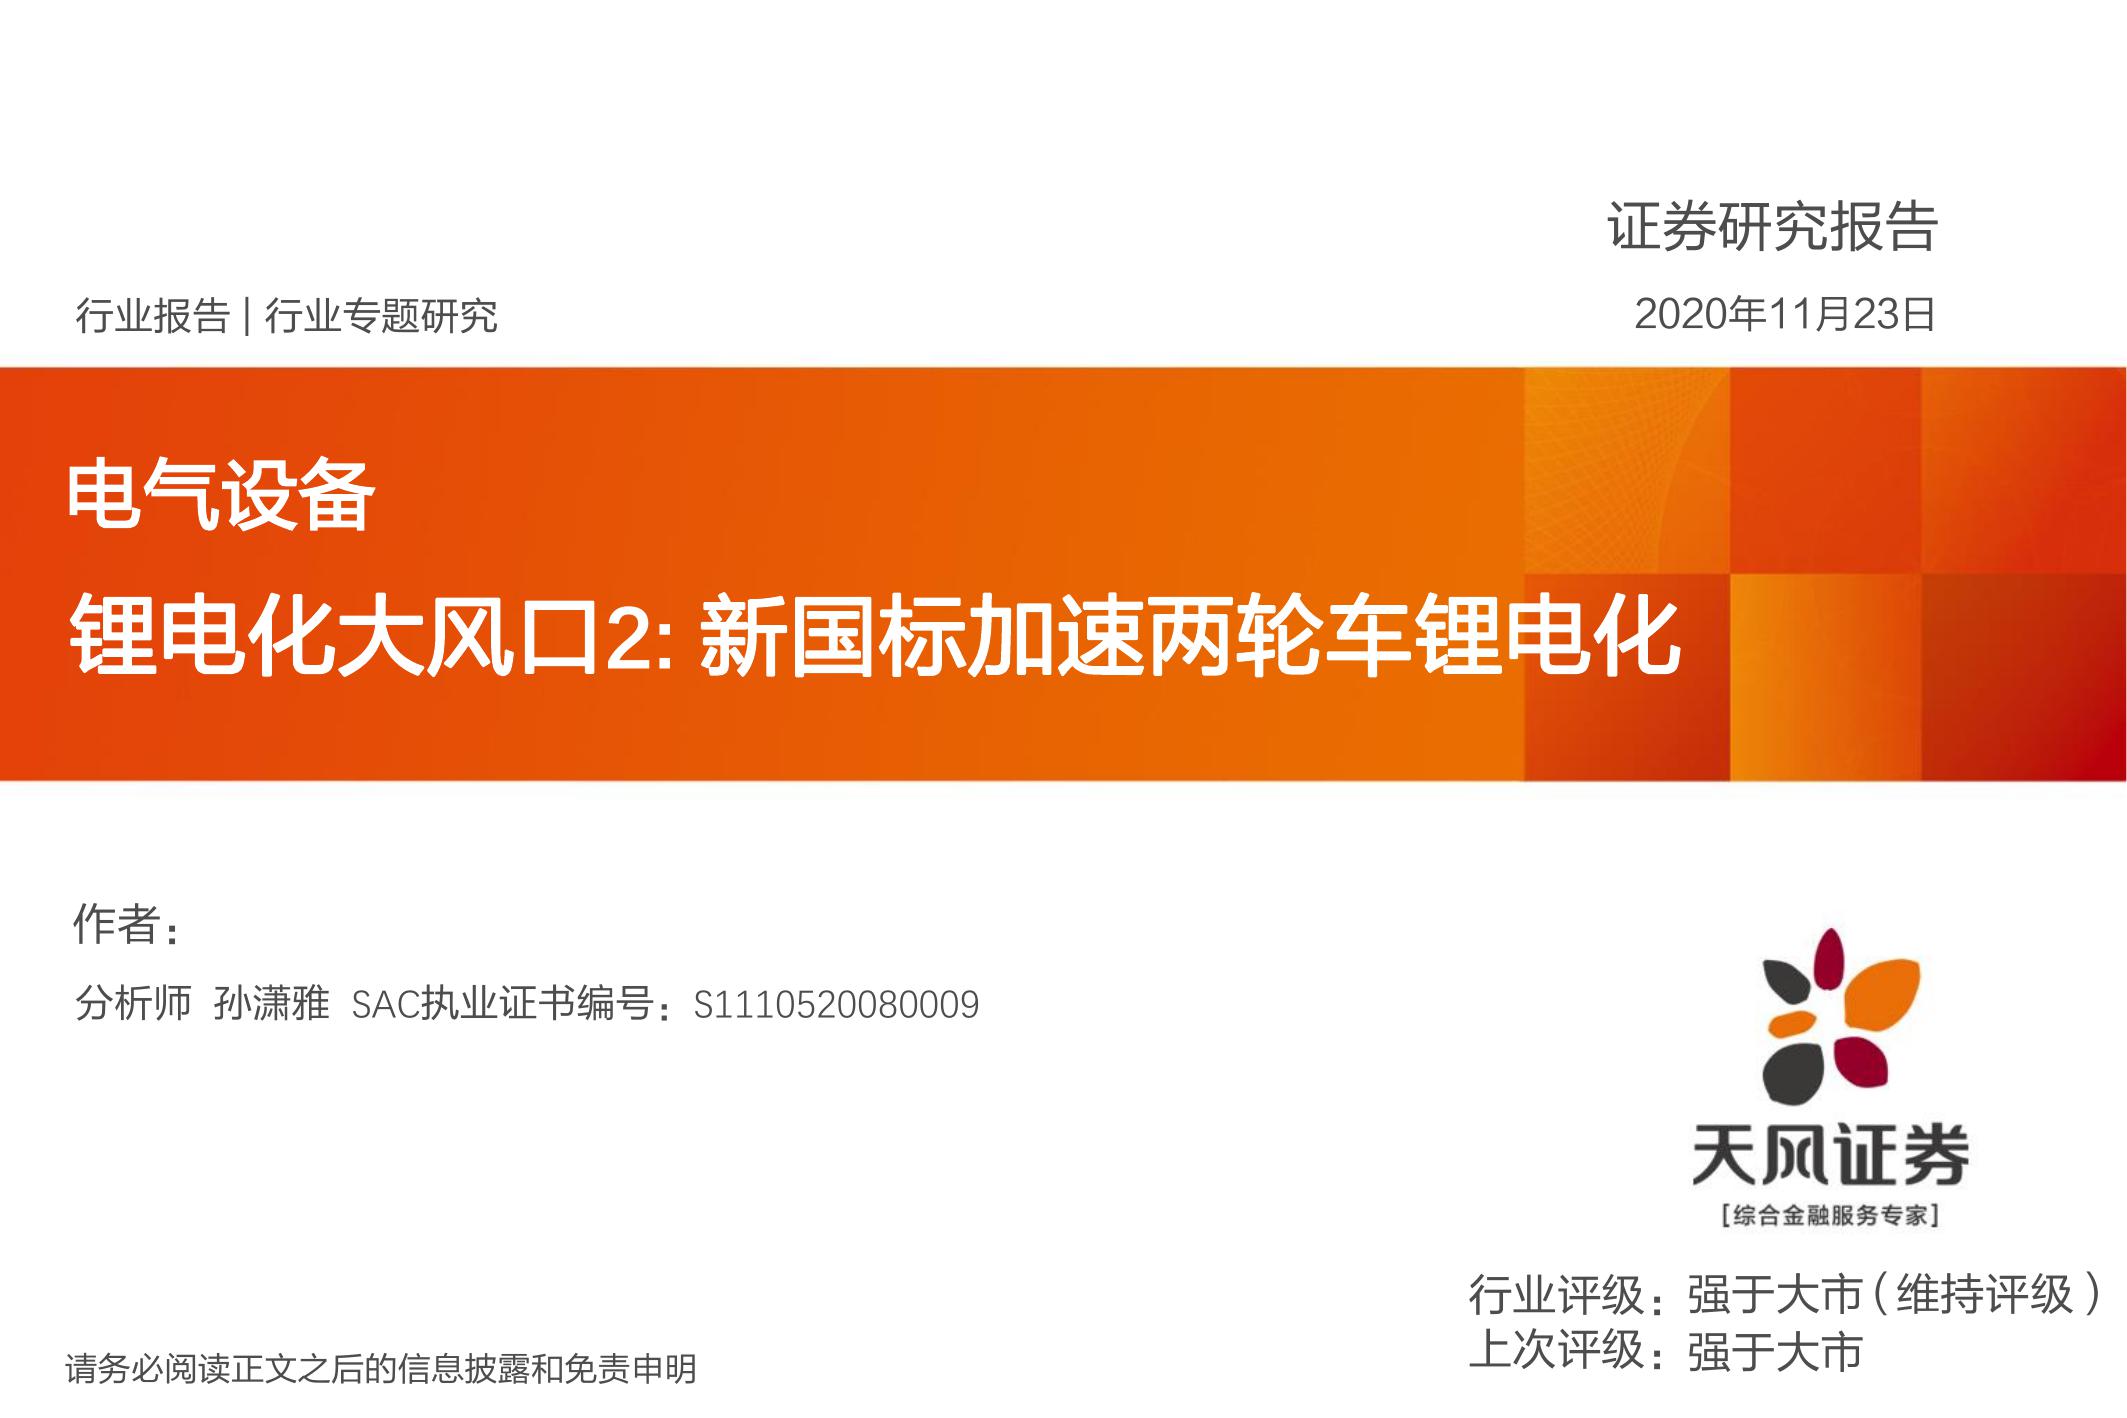 证券研究报告
行业报告 | 行业专题研究
2020年11月23日
电气设备
锂电化大风口2: 新国标加速两轮车锂电化
作者：
分析师 孙潇雅 SAC执业证书编号：S1110520080009
天风证券
[综合金融服务专家]
行业评级：强于大市（维持评级）
上次评级：强于大市
请务必阅读正文之后的信息披露和免责申明